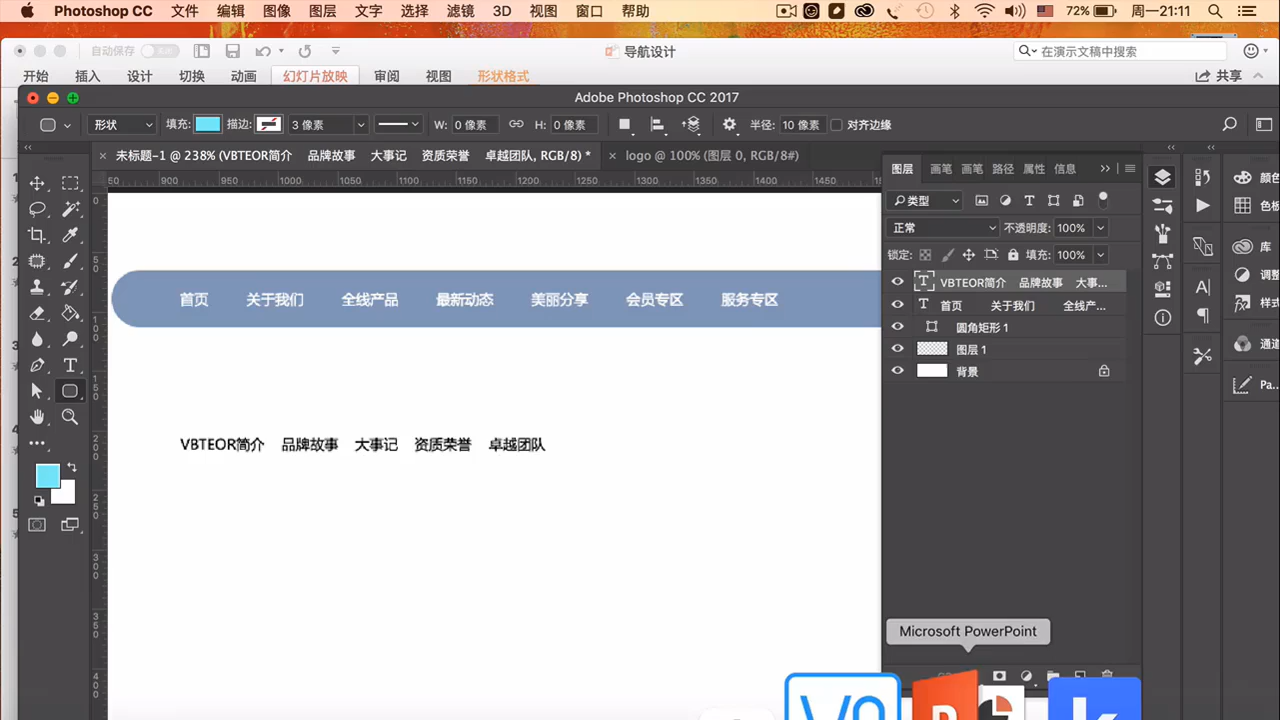 Photoshop CC 文件 编辑 图像 图层 文字 选择 滤镜 3D 视图 窗口 帮助 72% 周一21:11
自动保存 导航设计 在演示文稿中搜索
开始 插入 设计 切换 动画 幻灯片放映 审阅 视图 形状格式 共享
Adobe Photoshop CC 2017
形状 填充: 描边: 3 像素 W: 0 像素 H: 0 像素 半径: 10 像素 对齐边缘
未标题-1 @ 238% (VBTEOR简介 品牌故事 大事记 资质荣誉 卓越团队, RGB/8) * logo @ 100% (图层 0, RGB/8#)
图层 画笔 画笔 路径 属性 信息
50 900 950 1000 1050 1100 1150 1200 1250 1300 1350 1400 1450
类型
正常 不透明度: 100%
锁定: 填充: 100%
VBTEOR简介 品牌故事 大事...
首页 关于我们 全线产...
圆角矩形 1
图层 1
背景
颜色
色板
库
调整
样式
通道
Pa...
首页 关于我们 全线产品 最新动态 美丽分享 会员专区 服务专区
VBTEOR简介 品牌故事 大事记 资质荣誉 卓越团队
0
50
100
150
200
250
300
350
400
Microsoft PowerPoint